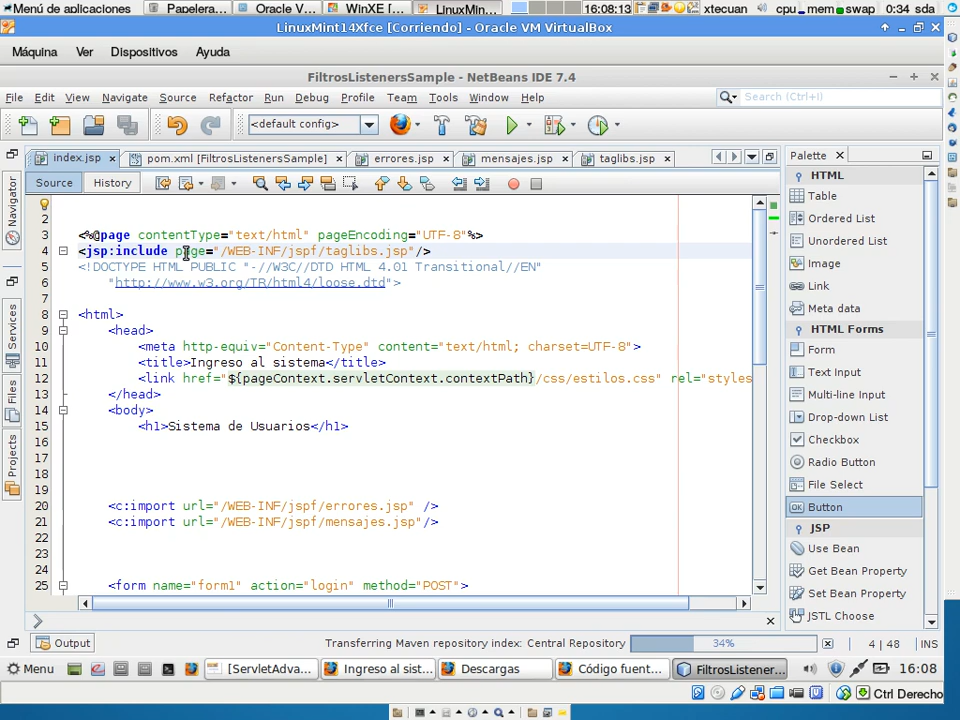 Menú de aplicaciones Papelera... Oracle V... WinXE [... LinuxMin... 16:08:13 xtecuan cpu mem swap 0:34 sda
LinuxMint14Xfce [Corriendo] - Oracle VM VirtualBox
Máquina Ver Dispositivos Ayuda
FiltrosListenersSample - NetBeans IDE 7.4
File Edit View Navigate Source Refactor Run Debug Profile Team Tools Window Help Search (Ctrl+I)
<default config>
index.jsp pom.xml [FiltrosListenersSample] errores.jsp mensajes.jsp taglibs.jsp Palette
Source History
HTML
Table
Ordered List
Unordered List
Image
Link
Meta data
HTML Forms
Form
Text Input
Multi-line Input
Drop-down List
Checkbox
Radio Button
File Select
Button
JSP
Use Bean
Get Bean Property
Set Bean Property
JSTL Choose
Navigator
Services
Files
Projects
2
3 <%@page contentType="text/html" pageEncoding="UTF-8"%>
4 <jsp:include page="/WEB-INF/jspf/taglibs.jsp"/>
5 <!DOCTYPE HTML PUBLIC "-//W3C//DTD HTML 4.01 Transitional//EN"
6 "http://www.w3.org/TR/html4/loose.dtd">
7
8 <html>
9 <head>
10 <meta http-equiv="Content-Type" content="text/html; charset=UTF-8">
11 <title>Ingreso al sistema</title>
12 <link href="${pageContext.servletContext.contextPath}/css/estilos.css" rel="styles
13 </head>
14 <body>
15 <h1>Sistema de Usuarios</h1>
16
17
18
19
20 <c:import url="/WEB-INF/jspf/errores.jsp" />
21 <c:import url="/WEB-INF/jspf/mensajes.jsp"/>
22
23
24
25 <form name="form1" action="login" method="POST">
Output Transferring Maven repository index: Central Repository 34% 4 | 48 INS
Menu [ServletAdva... Ingreso al sist... Descargas Código fuent... FiltrosListener... 16:08
Ctrl Derecho